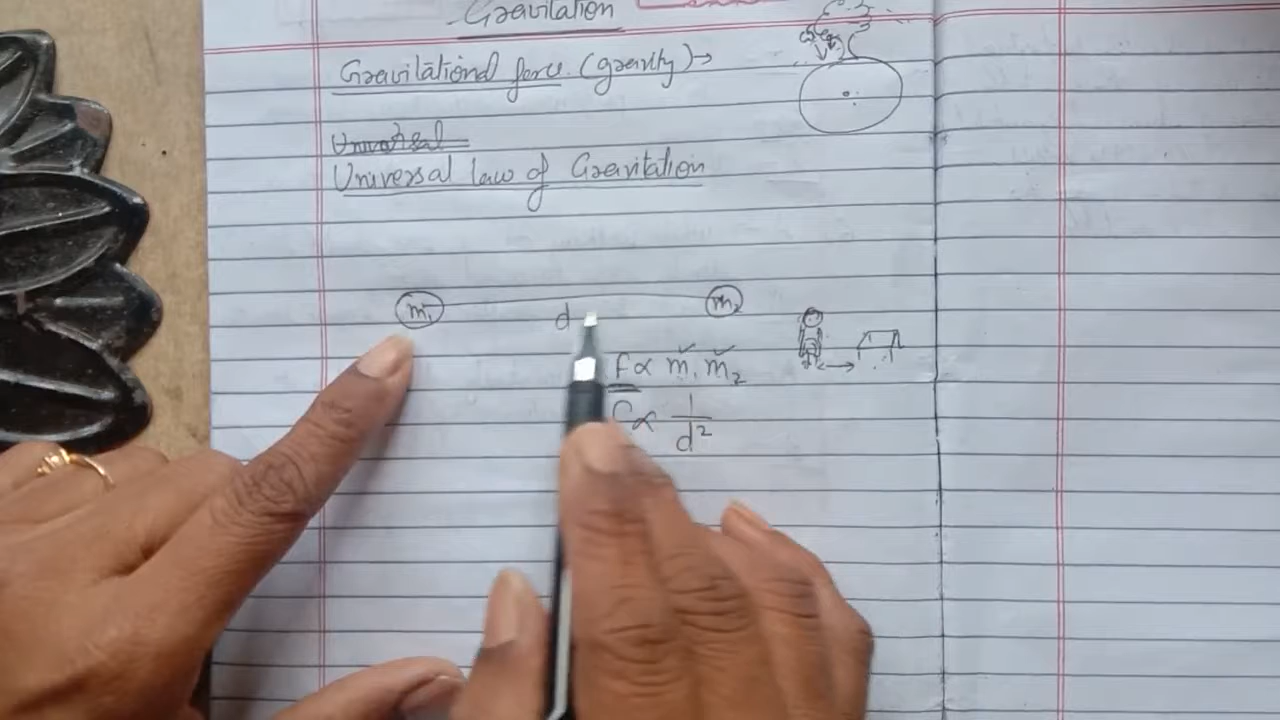 Gravitation
Gravitational force (gravity)→
Universal
Universal law of Gravitation
m₁ m₂
d
F ∝ m₁ m₂
F ∝ 1/d²